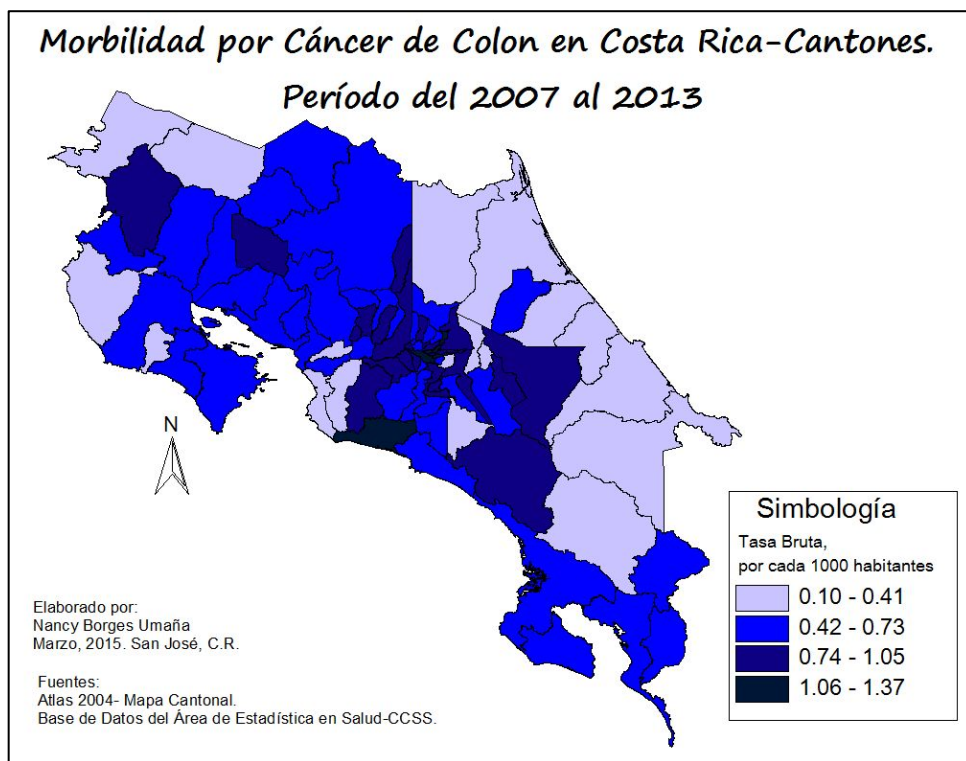 Morbilidad por Cáncer de Colon en Costa Rica-Cantones.
Período del 2007 al 2013
N
Simbología
Tasa Bruta,
por cada 1000 habitantes
0.10 - 0.41
0.42 - 0.73
0.74 - 1.05
1.06 - 1.37
Elaborado por:
Nancy Borges Umaña
Marzo, 2015. San José, C.R.
Fuentes:
Atlas 2004- Mapa Cantonal.
Base de Datos del Área de Estadística en Salud-CCSS.